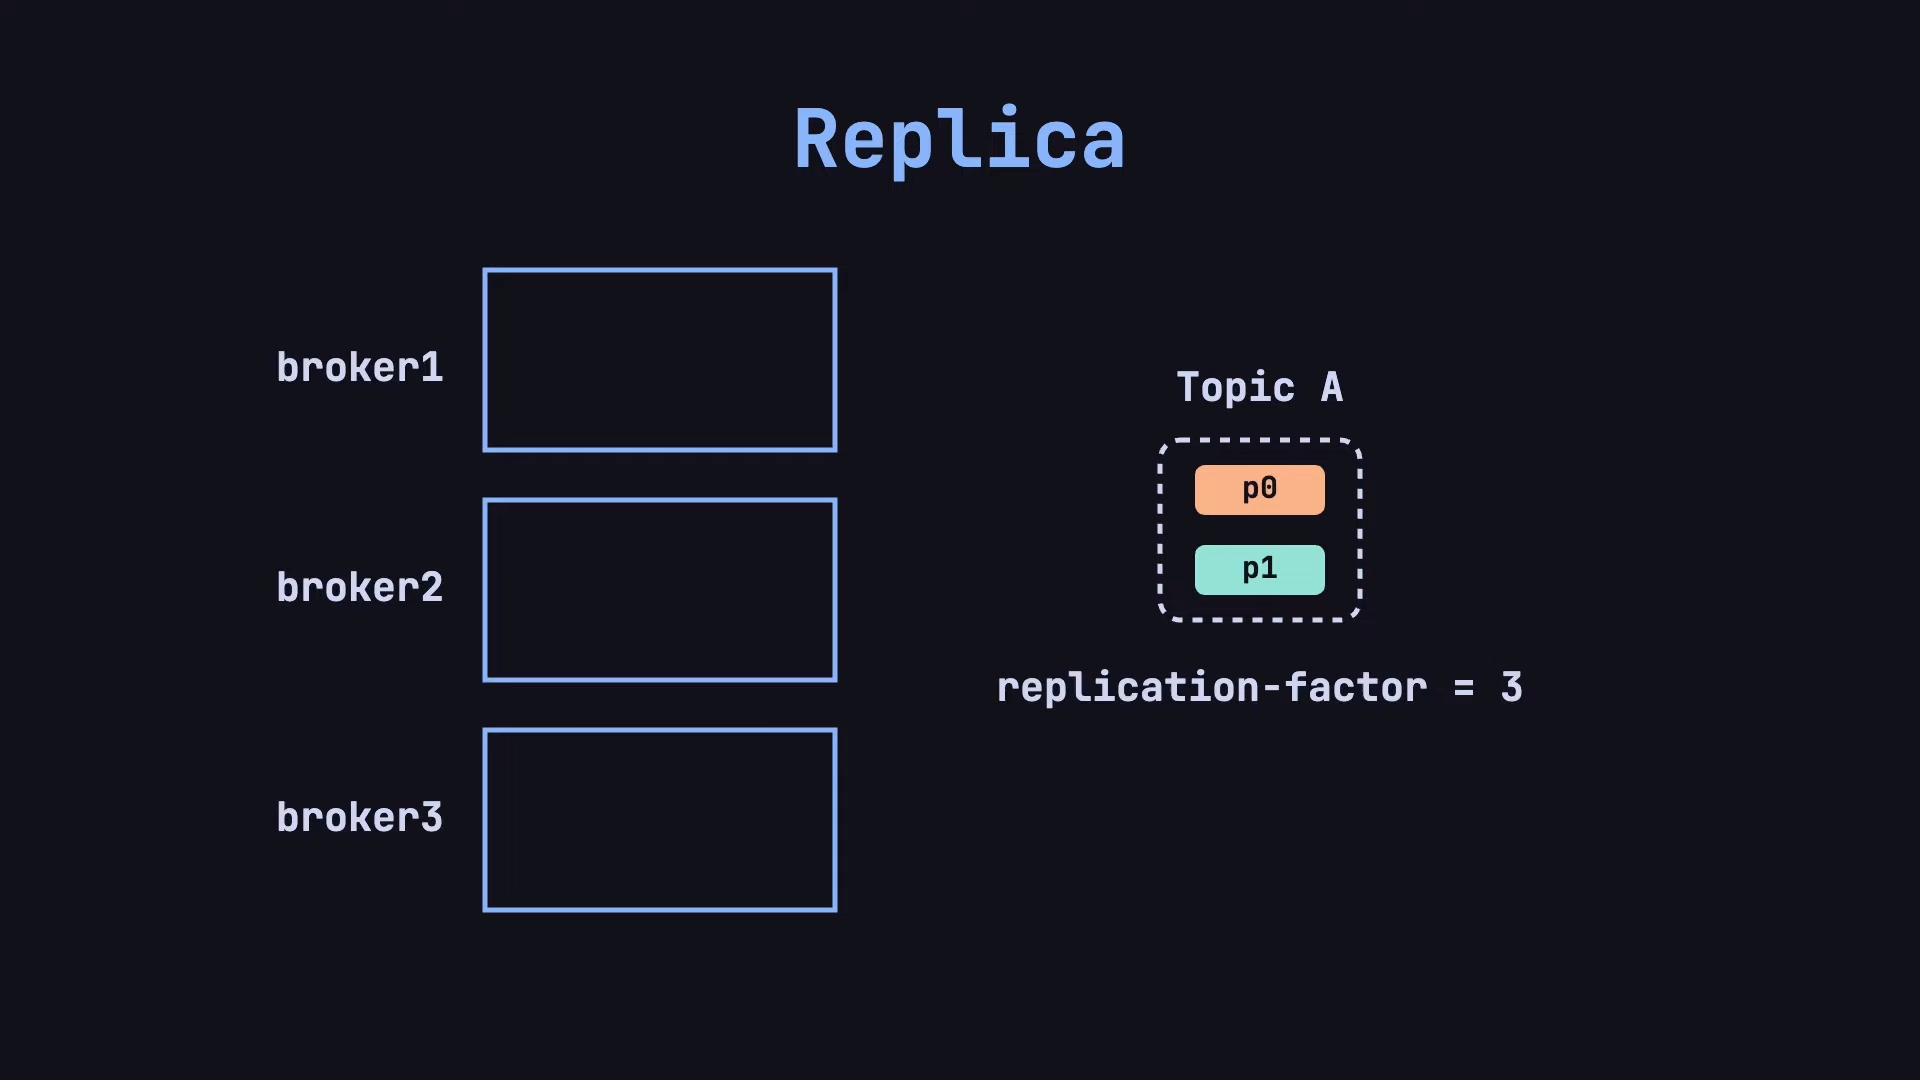 Replica
broker1
broker2
broker3
Topic A
p0
p1
replication-factor = 3